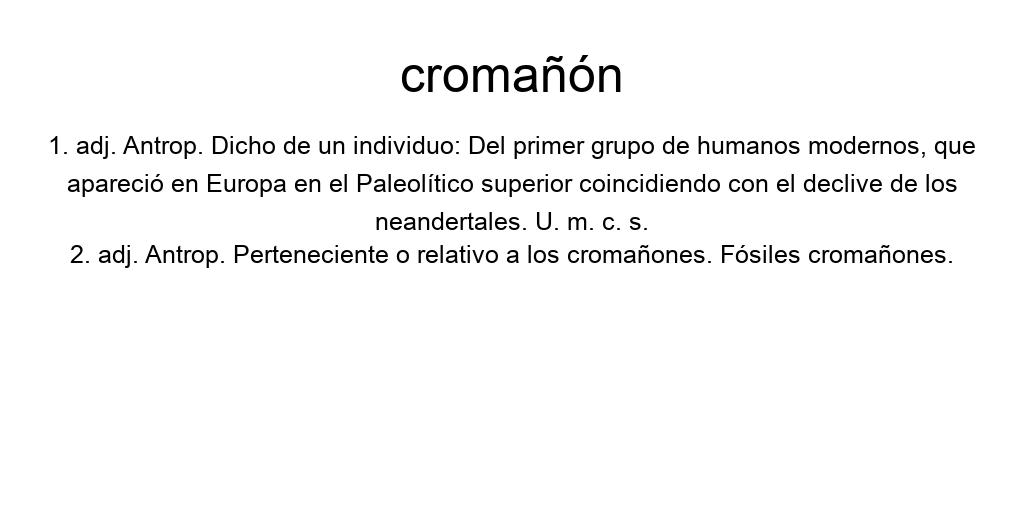 cromañón
1. adj. Antrop. Dicho de un individuo: Del primer grupo de humanos modernos, que
apareció en Europa en el Paleolítico superior coincidiendo con el declive de los
neandertales. U. m. c. s.
2. adj. Antrop. Perteneciente o relativo a los cromañones. Fósiles cromañones.